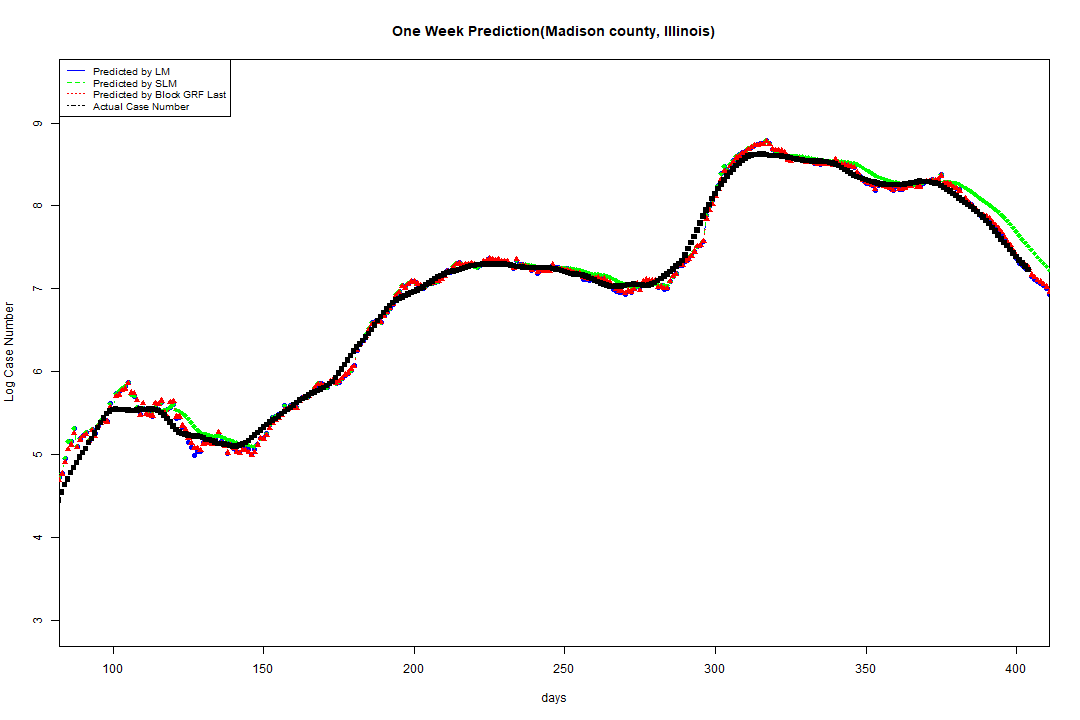 One Week Prediction(Madison county, Illinois)
Predicted by LM
Predicted by SLM
Predicted by Block GRF Last
Actual Case Number
Log Case Number
9
8
7
6
5
4
3
100 150 200 250 300 350 400
days